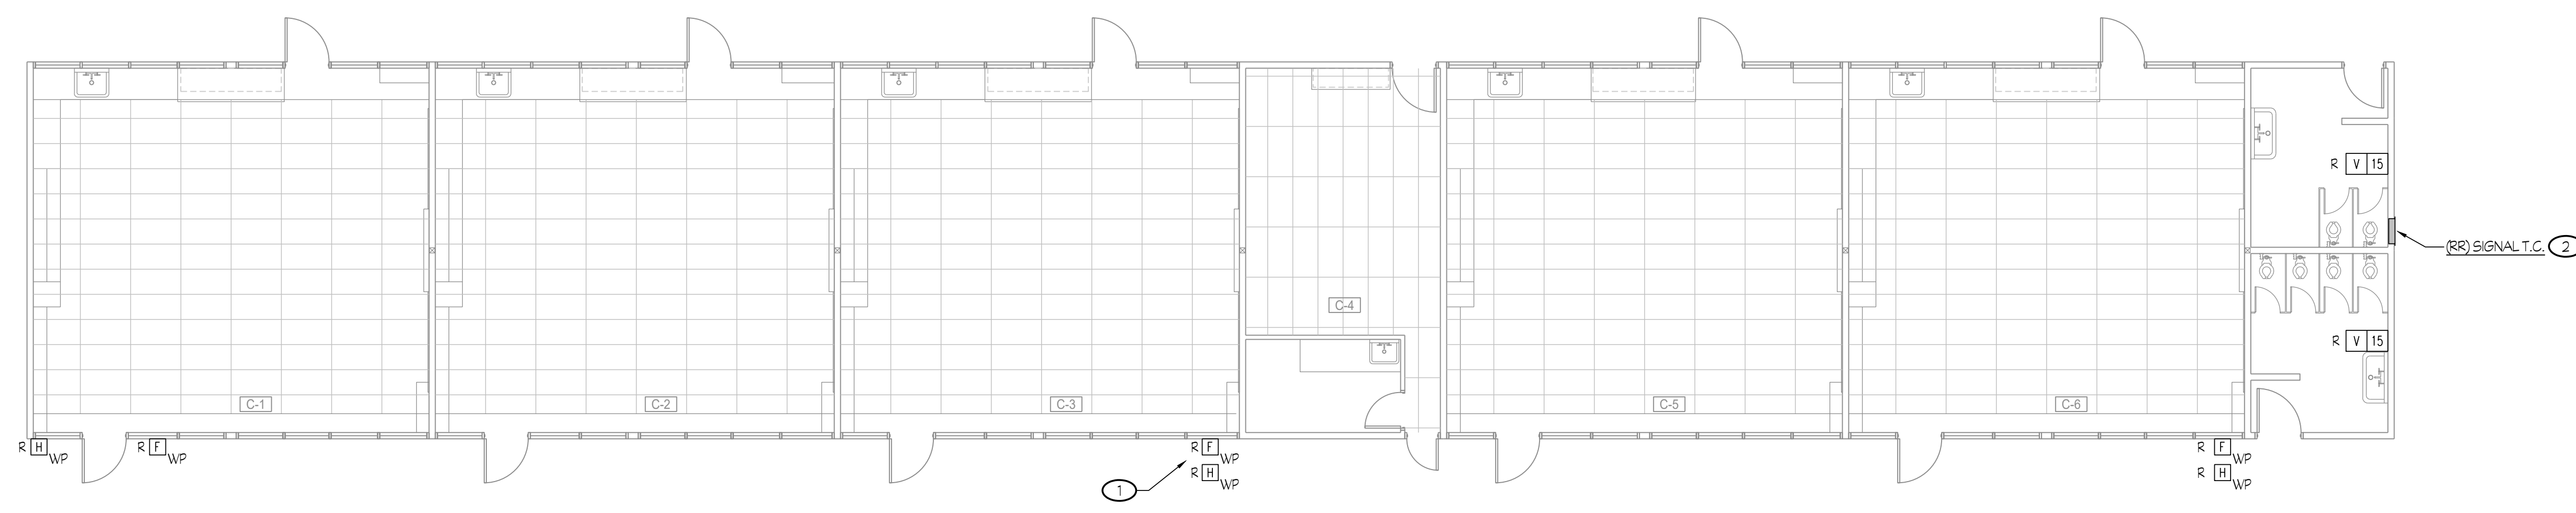 R V 15
(RR) SIGNAL T.C. 2
C-4
R V 15
C-1
C-2
C-3
C-5
C-6
R H WP
R F WP
R F WP
R H WP
1
R F WP
R H WP